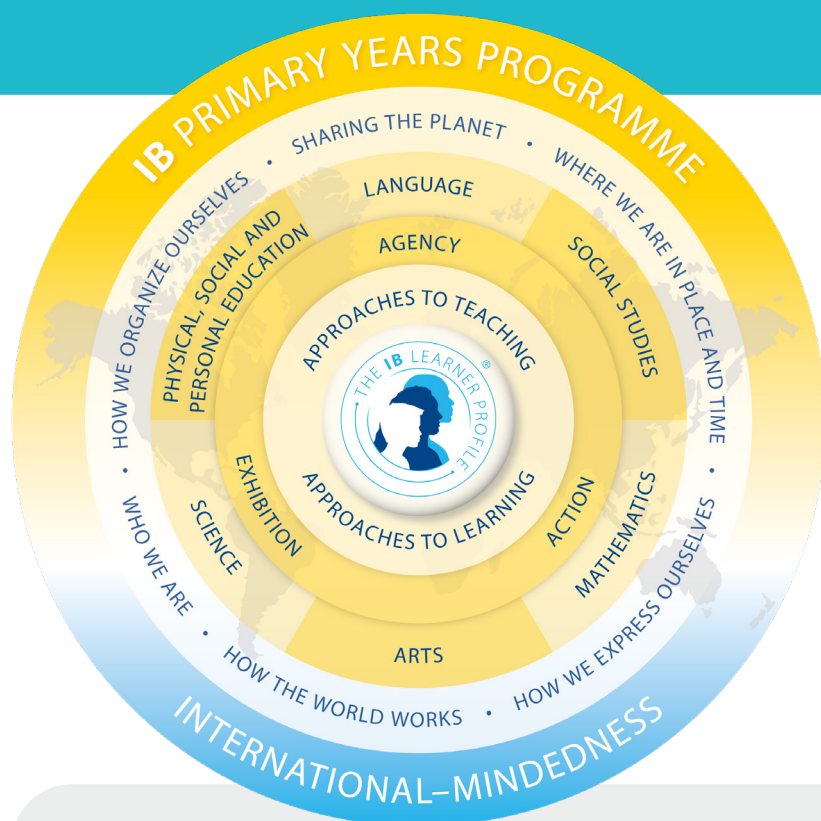 IB PRIMARY YEARS PROGRAMME
SHARING THE PLANET
•
WHERE WE ARE IN PLACE AND TIME
•
HOW WE EXPRESS OURSELVES
•
HOW THE WORLD WORKS
•
WHO WE ARE
•
HOW WE ORGANIZE OURSELVES
•
LANGUAGE
SOCIAL STUDIES
MATHEMATICS
ARTS
SCIENCE
PHYSICAL, SOCIAL AND
PERSONAL EDUCATION
AGENCY
ACTION
EXHIBITION
APPROACHES TO TEACHING
APPROACHES TO LEARNING
• THE IB LEARNER PROFILE •
®
INTERNATIONAL–MINDEDNESS